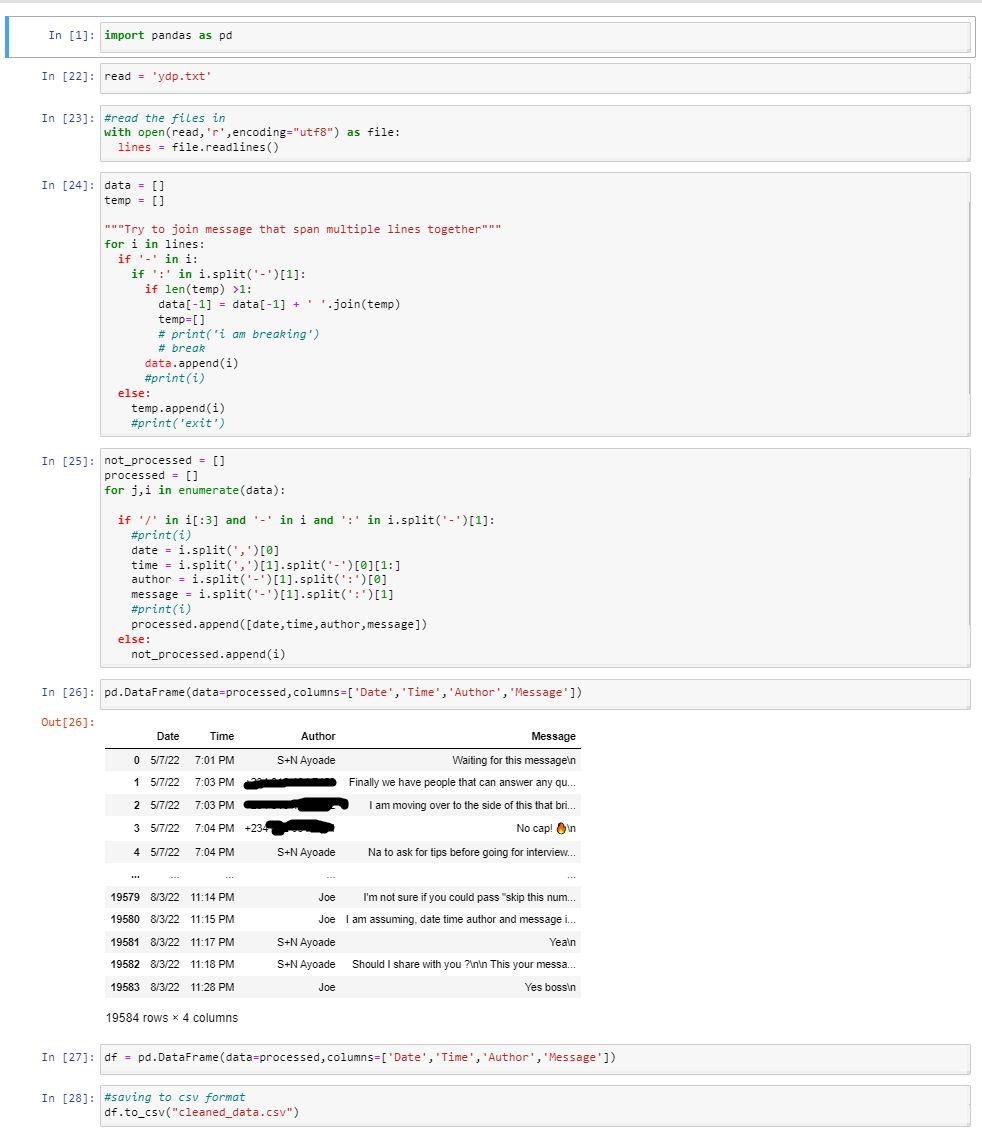 In [1]: import pandas as pd
In [22]: read = 'ydp.txt'
In [23]: #read the files in
with open(read,'r',encoding="utf8") as file:
  lines = file.readlines()
In [24]: data = []
temp = []

"""Try to join message that span multiple lines together"""
for i in lines:
  if '-' in i:
    if ':' in i.split('-')[1]:
      if len(temp) >1:
        data[-1] = data[-1] + ' '.join(temp)
        temp=[]
        # print('i am breaking')
        # break
      data.append(i)
      #print(i)
  else:
    temp.append(i)
    #print('exit')
In [25]: not_processed = []
processed = []
for j,i in enumerate(data):

  if '/' in i[:3] and '-' in i and ':' in i.split('-')[1]:
    #print(i)
    date = i.split(',')[0]
    time = i.split(',')[1].split('-')[0][1:]
    author = i.split('-')[1].split(':')[0]
    message = i.split('-')[1].split(':')[1]
    #print(i)
    processed.append([date,time,author,message])
  else:
    not_processed.append(i)
In [26]: pd.DataFrame(data=processed,columns=['Date','Time','Author','Message'])
Out[26]:
Date Time Author Message
0 5/7/22 7:01 PM S+N Ayoade Waiting for this message\n
1 5/7/22 7:03 PM Finally we have people that can answer any qu...
2 5/7/22 7:03 PM I am moving over to the side of this that bri...
3 5/7/22 7:04 PM +234 No cap! 🔥\n
4 5/7/22 7:04 PM S+N Ayoade Na to ask for tips before going for interview...
... ... ... ... ...
19579 8/3/22 11:14 PM Joe I'm not sure if you could pass "skip this num...
19580 8/3/22 11:15 PM Joe I am assuming, date time author and message i...
19581 8/3/22 11:17 PM S+N Ayoade Yea\n
19582 8/3/22 11:18 PM S+N Ayoade Should I share with you ?\n\n This your messa...
19583 8/3/22 11:28 PM Joe Yes boss\n
19584 rows × 4 columns
In [27]: df = pd.DataFrame(data=processed,columns=['Date','Time','Author','Message'])
In [28]: #saving to csv format
df.to_csv("cleaned_data.csv")